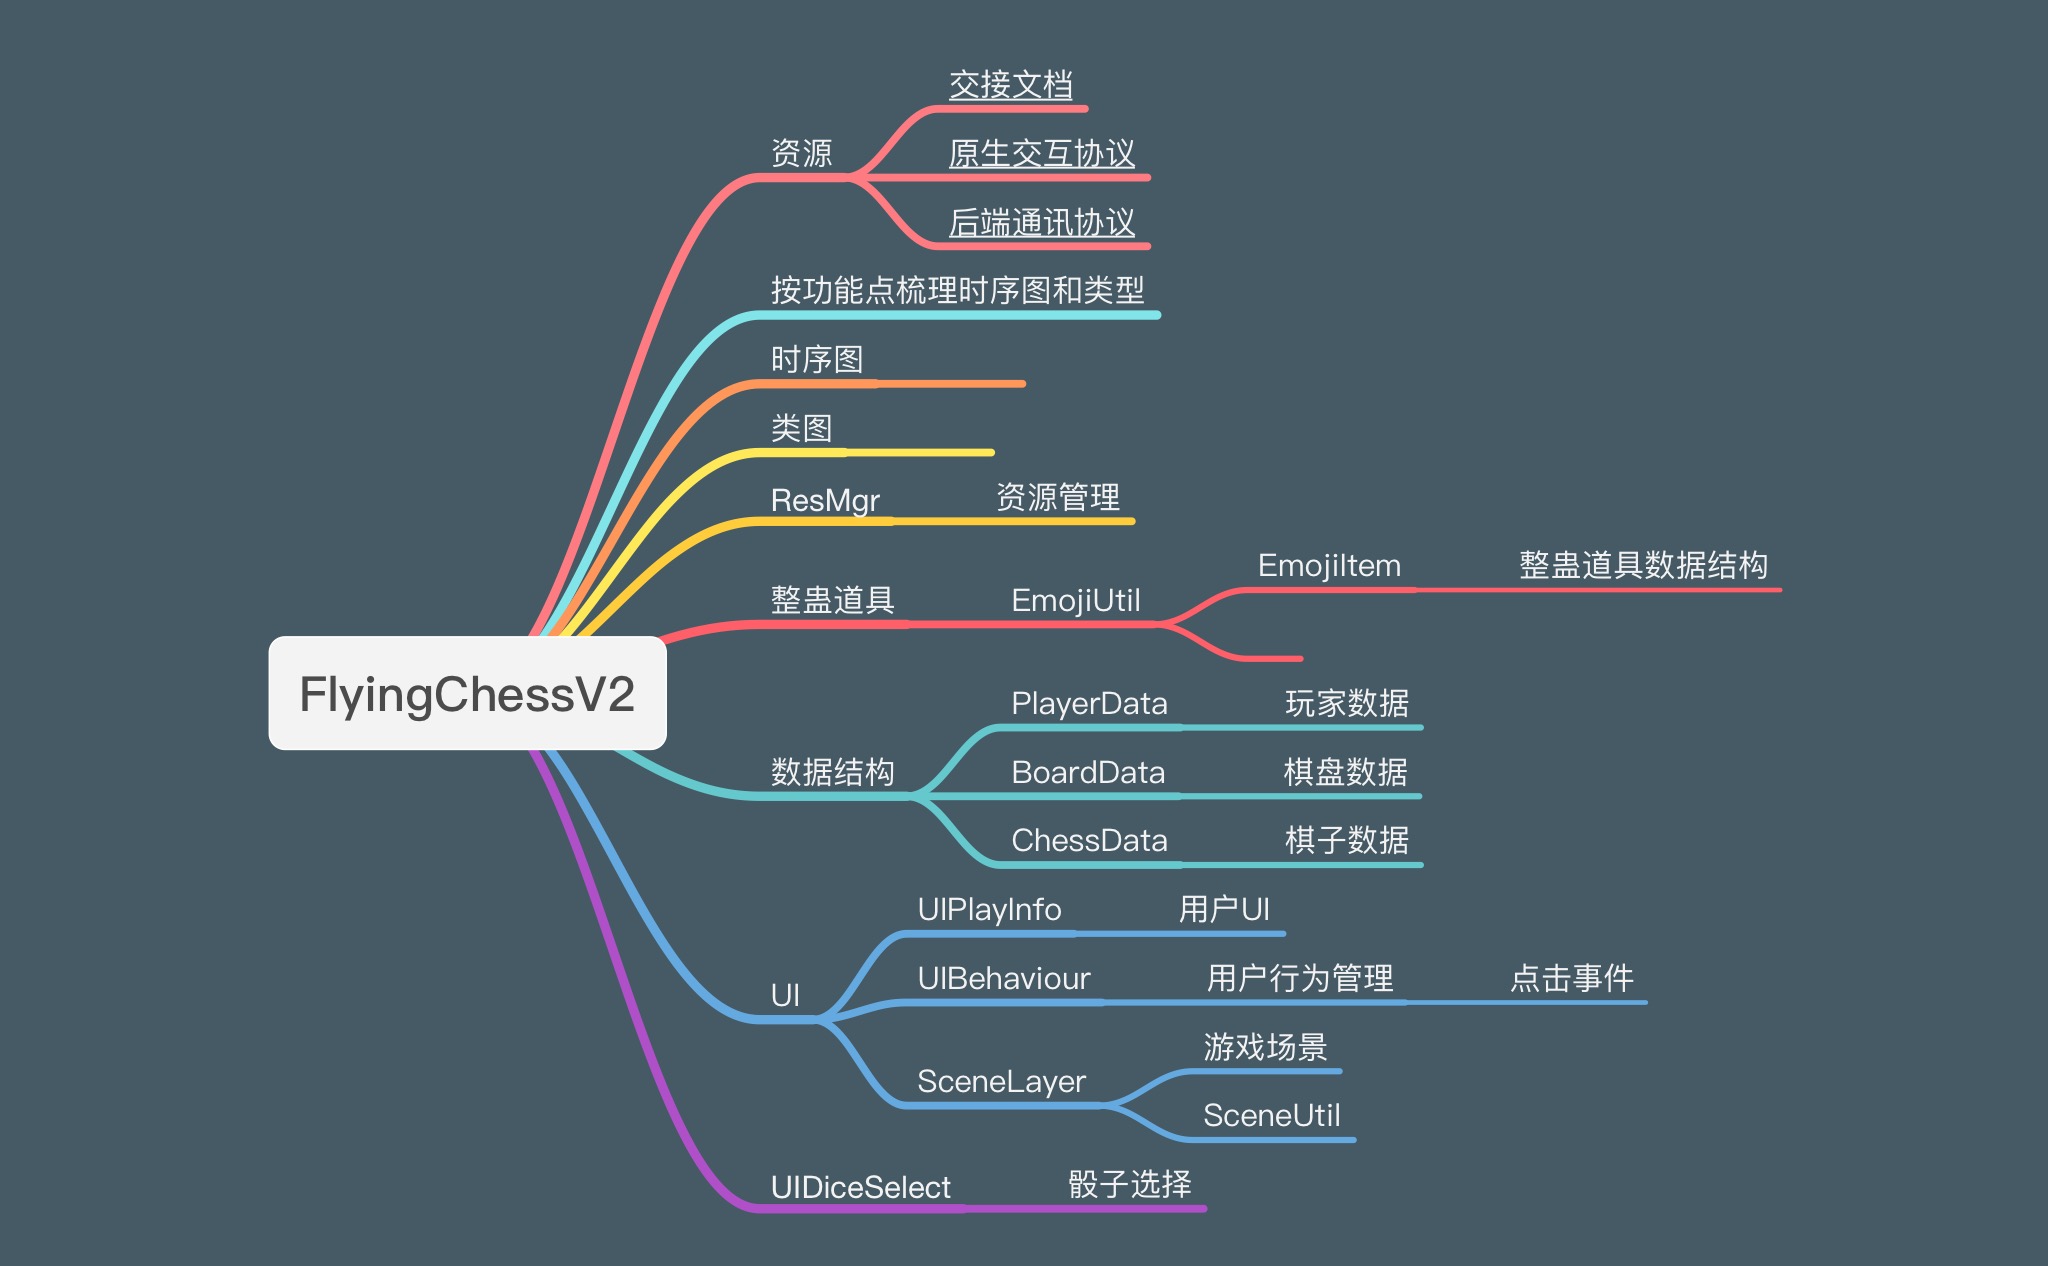 交接文档
资源
原生交互协议
后端通讯协议
按功能点梳理时序图和类型
时序图
类图
ResMgr 资源管理
整蛊道具 EmojiUtil
EmojiItem 整蛊道具数据结构
FlyingChessV2
数据结构
PlayerData 玩家数据
BoardData 棋盘数据
ChessData 棋子数据
UI
UIPlayInfo 用户UI
UIBehaviour 用户行为管理 点击事件
SceneLayer
游戏场景
SceneUtil
UIDiceSelect 骰子选择